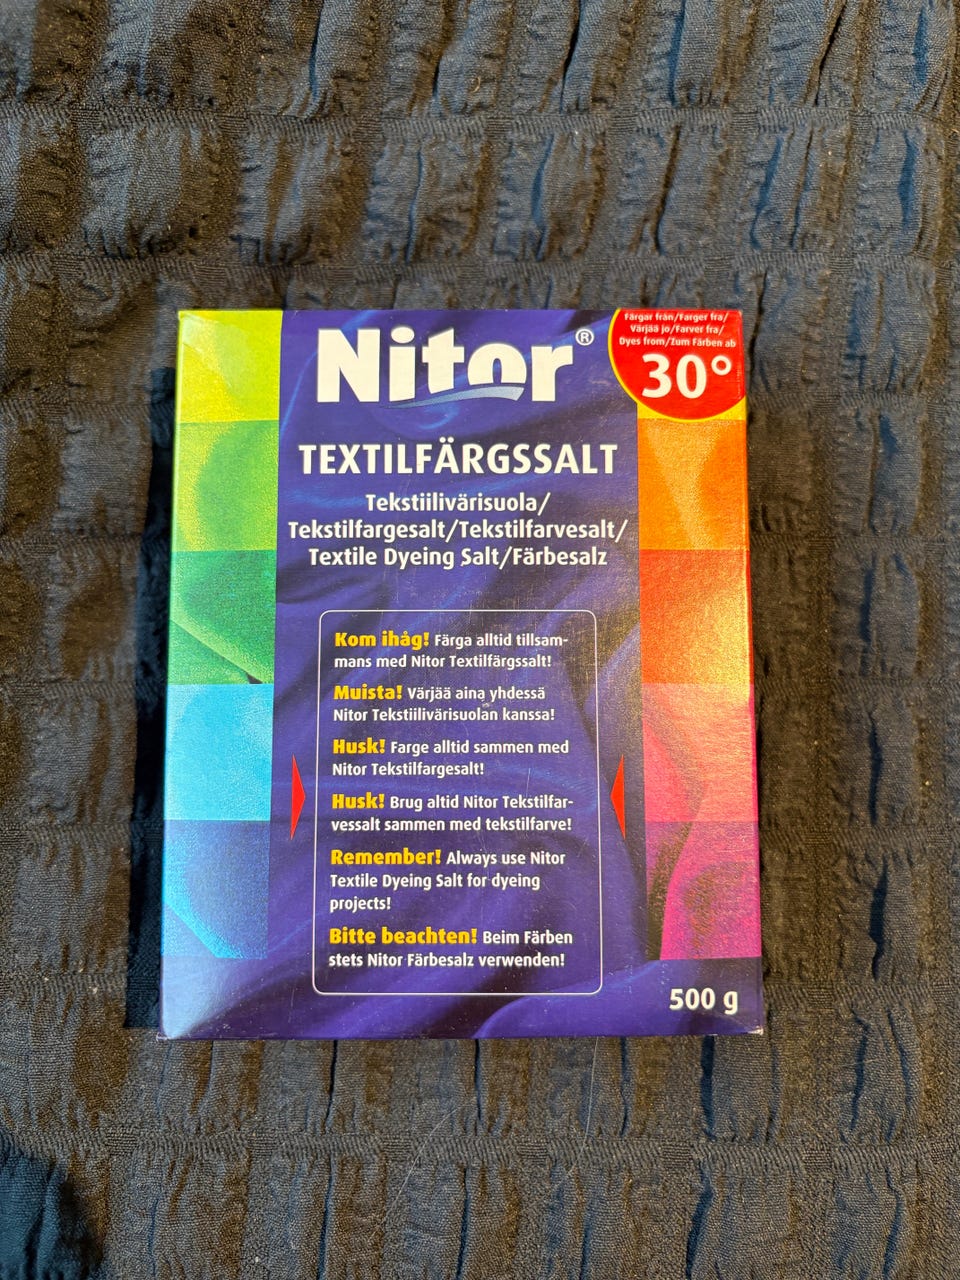 Nitor®
Färgar från/Farger fra/
Värjää jo/Farver fra/
Dyes from/Zum Färben ab
30°
TEXTILFÄRGSSALT
Tekstiilivärisuola/
Tekstilfargesalt/Tekstilfarvesalt/
Textile Dyeing Salt/Färbesalz
Kom ihåg! Färga alltid tillsam-
mans med Nitor Textilfärgssalt!
Muista! Värjää aina yhdessä
Nitor Tekstiilivärisuolan kanssa!
Husk! Farge alltid sammen med
Nitor Tekstilfargesalt!
Husk! Brug altid Nitor Tekstilfar-
vessalt sammen med tekstilfarve!
Remember! Always use Nitor
Textile Dyeing Salt for dyeing
projects!
Bitte beachten! Beim Färben
stets Nitor Färbesalz verwenden!
500 g